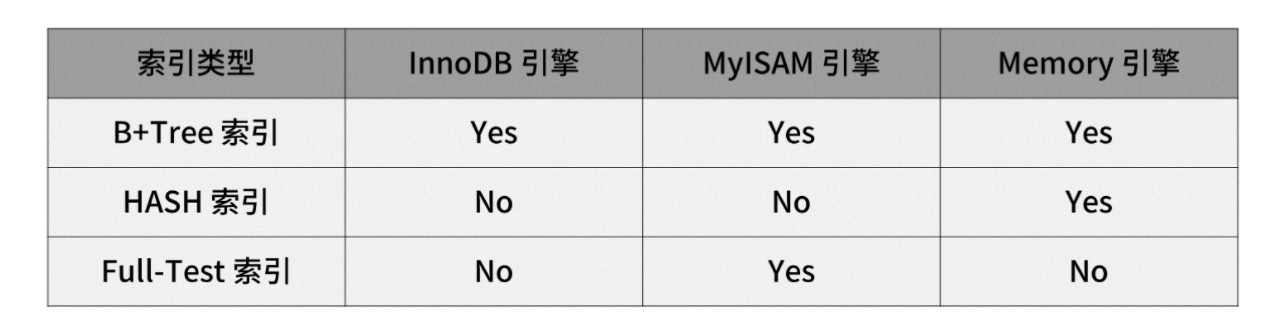 索引类型 InnoDB 引擎 MyISAM 引擎 Memory 引擎
B+Tree 索引 Yes Yes Yes
HASH 索引 No No Yes
Full-Test 索引 No Yes No